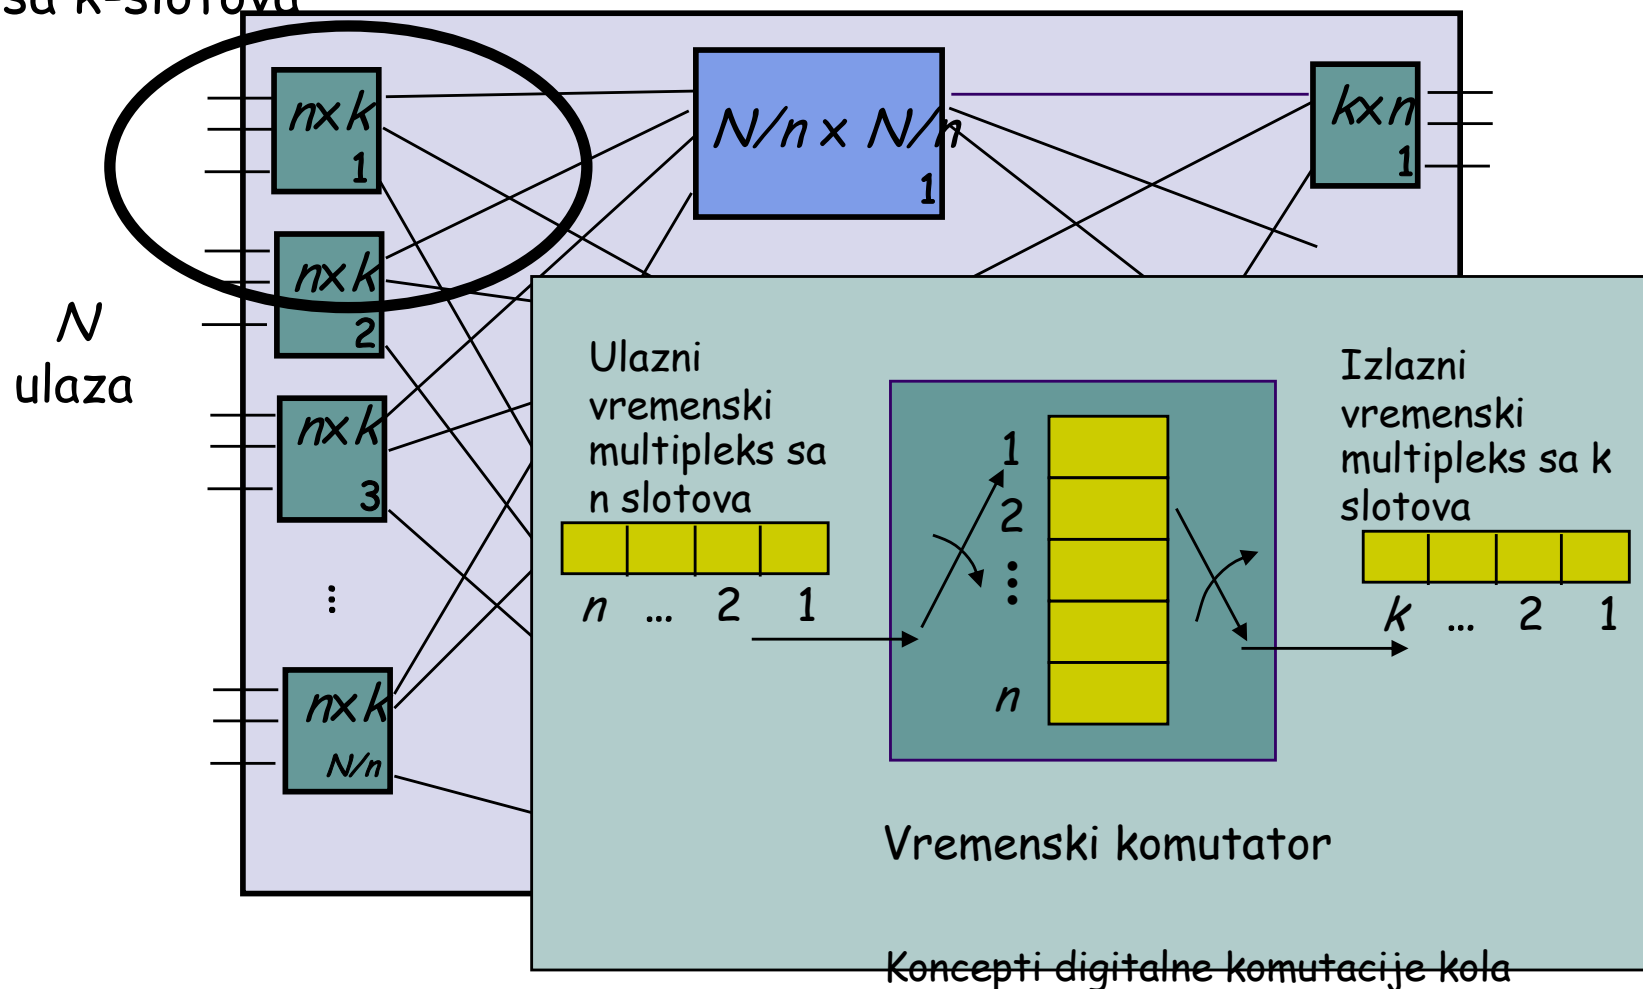 sa k-slotova
nxk
1
N/n x N/n
1
kxn
1
nxk
2
N
ulaza
nxk
3
...
nxk
N/n
Ulazni
vremenski
multipleks sa
n slotova
n ... 2 1
1
2
...
n
Izlazni
vremenski
multipleks sa k
slotova
k ... 2 1
Vremenski komutator
Koncepti digitalne komutacije kola